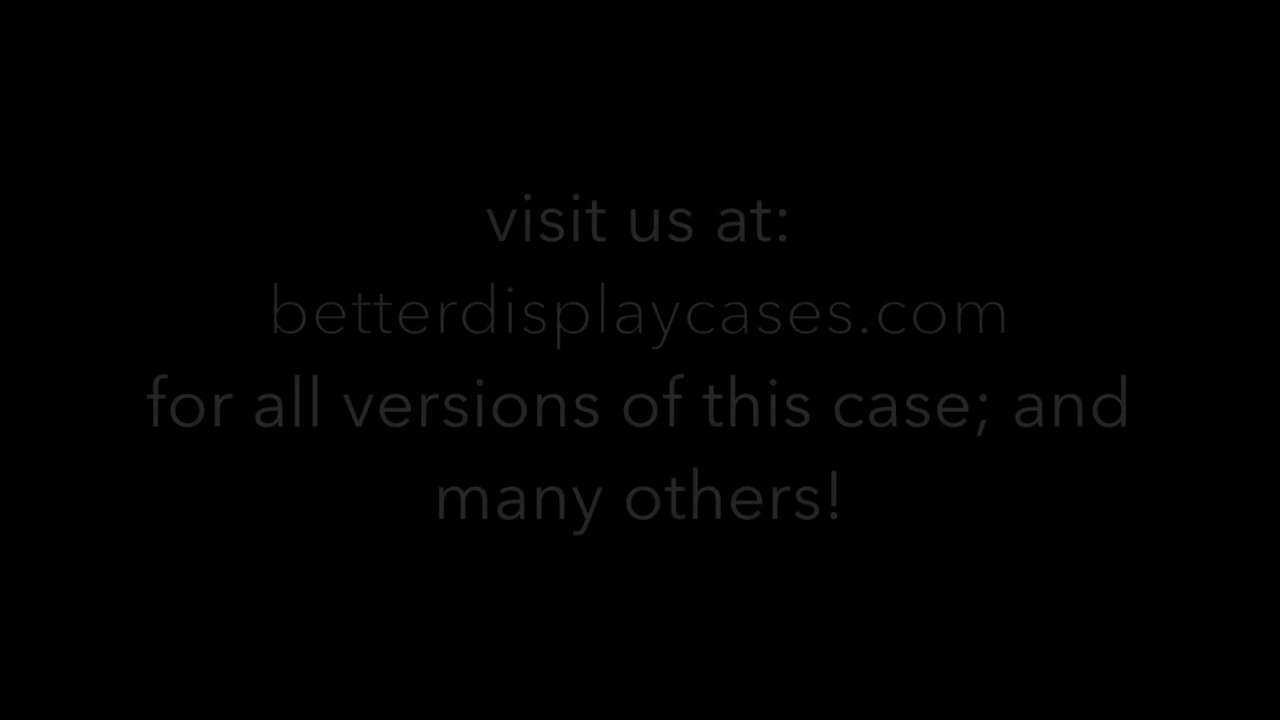 visit us at:
betterdisplaycases.com
for all versions of this case; and
many others!